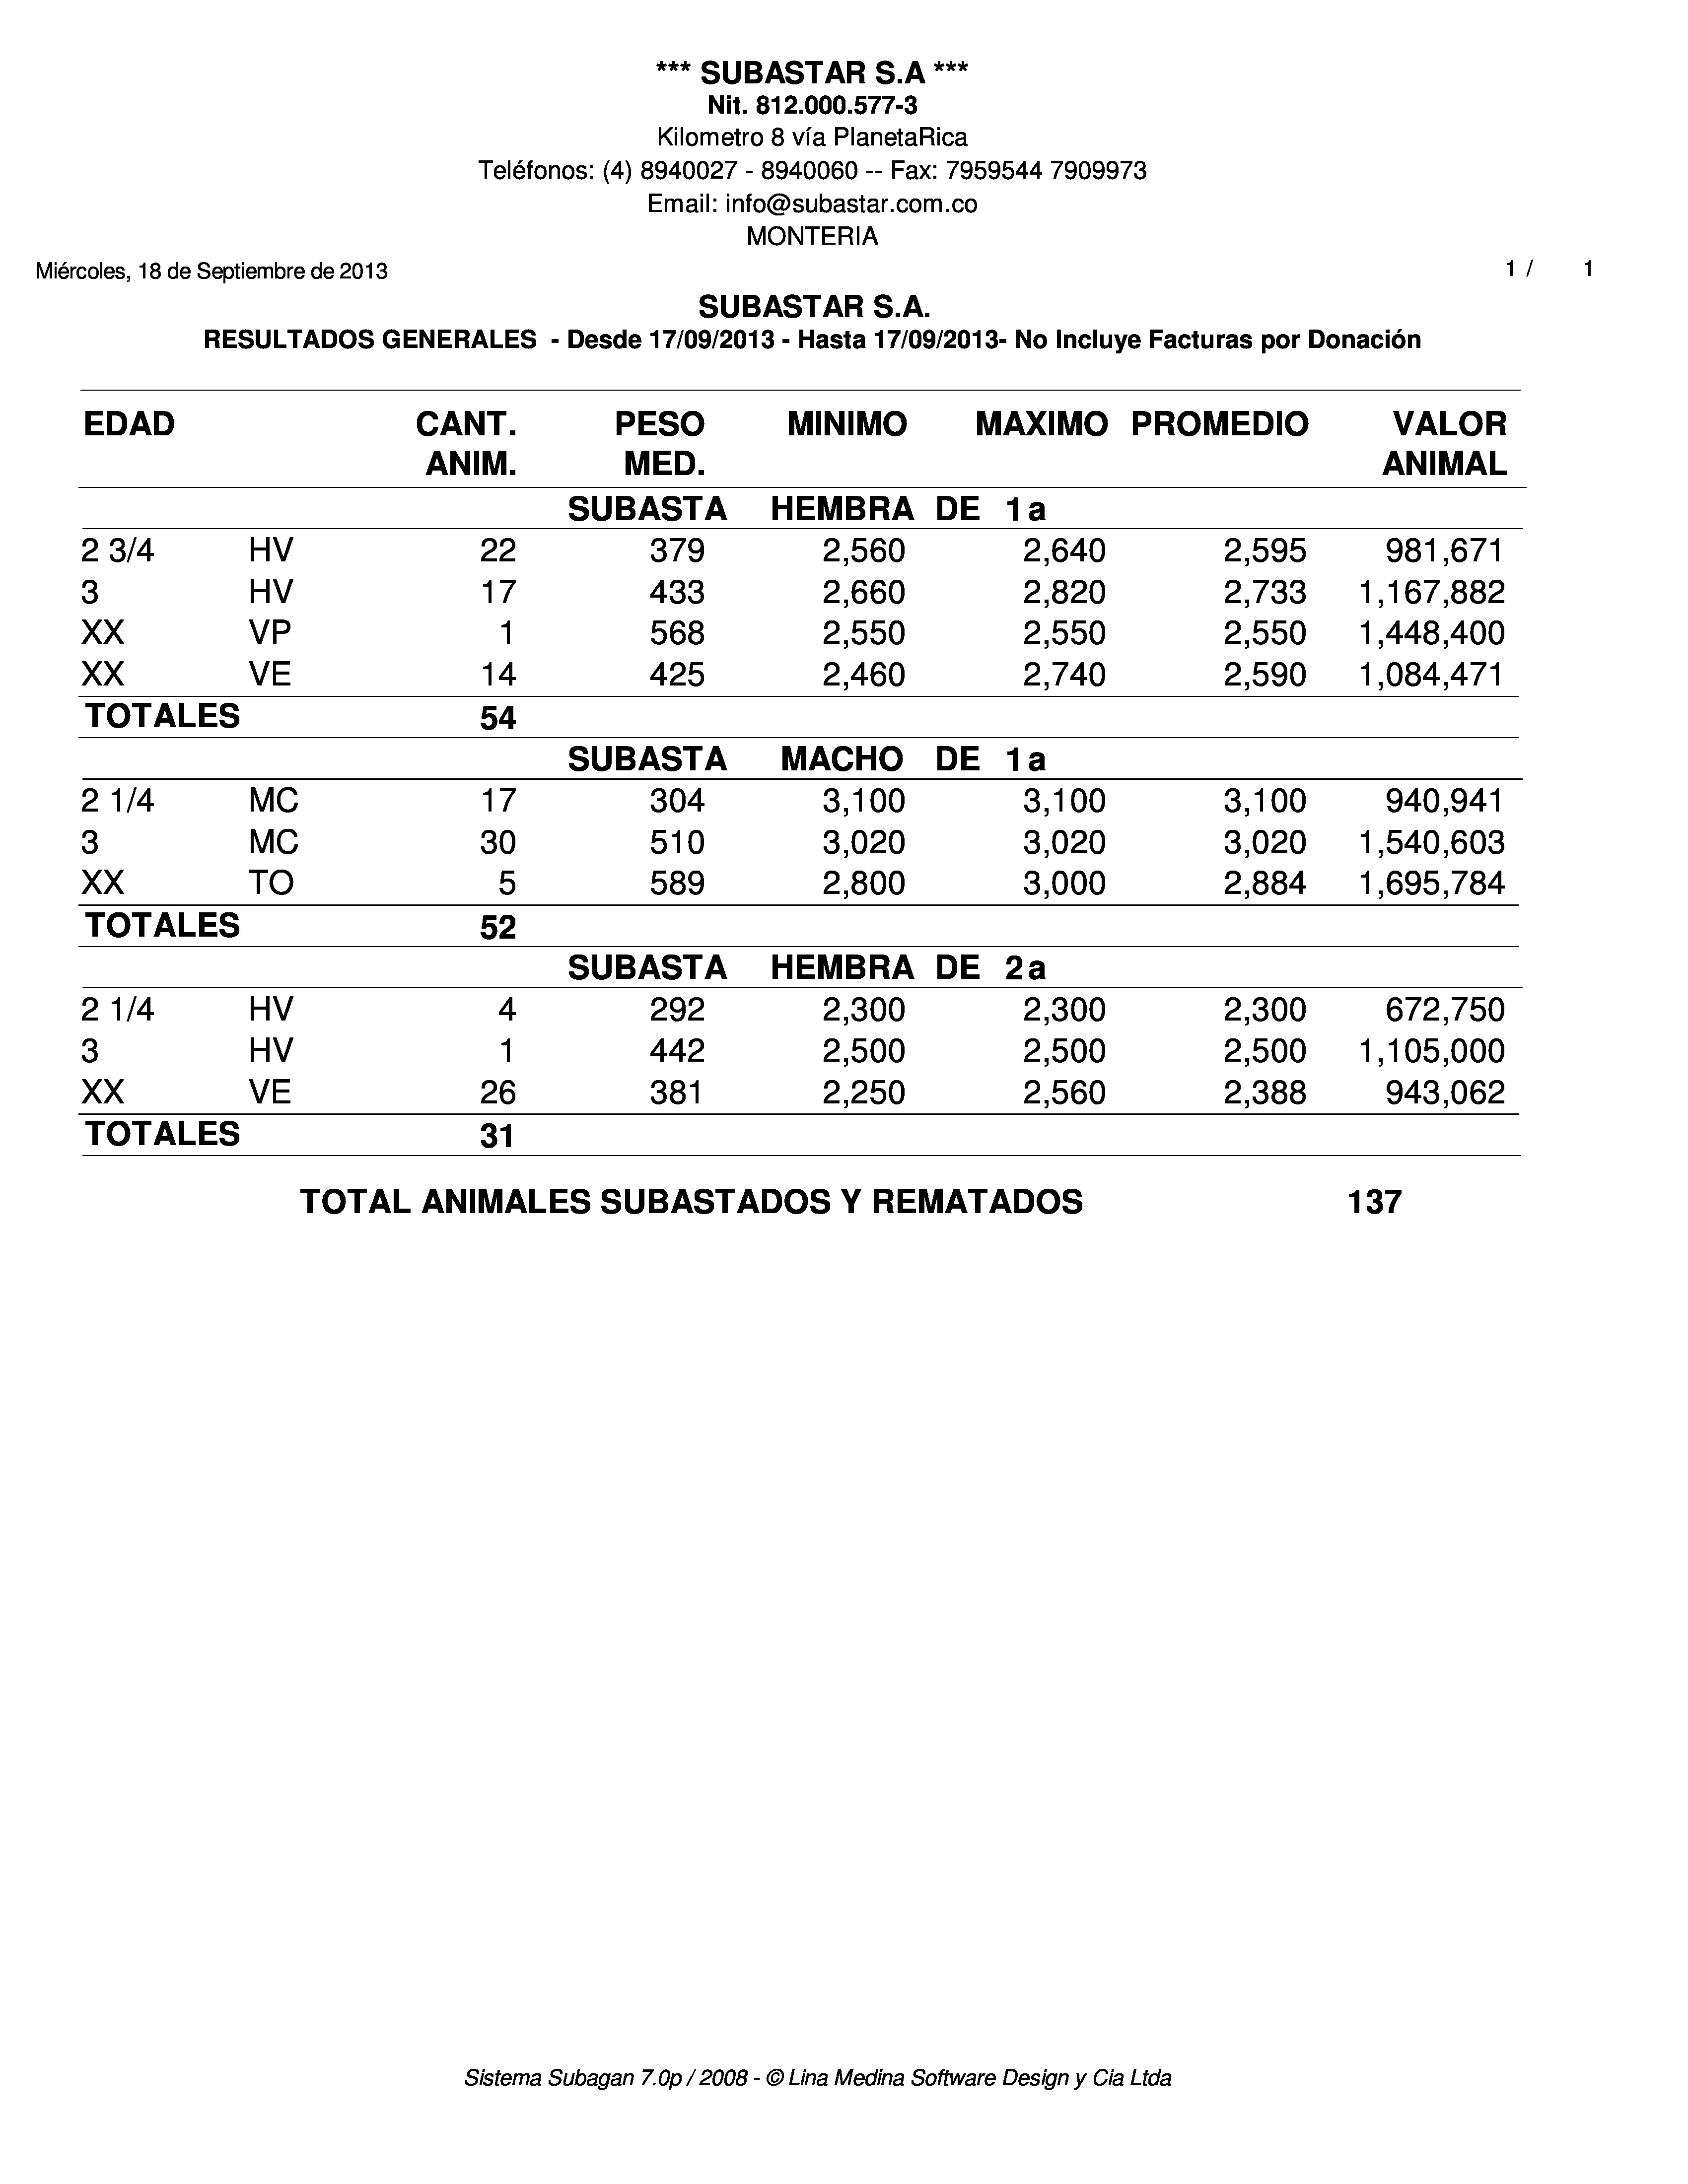 *** SUBASTAR S.A ***
Nit. 812.000.577-3
Kilometro 8 vía PlanetaRica
Teléfonos: (4) 8940027 - 8940060 -- Fax: 7959544 7909973
Email: info@subastar.com.co
MONTERIA
Miércoles, 18 de Septiembre de 2013 1 / 1
SUBASTAR S.A.
RESULTADOS GENERALES - Desde 17/09/2013 - Hasta 17/09/2013- No Incluye Facturas por Donación
EDAD CANT. PESO MINIMO MAXIMO PROMEDIO VALOR
ANIM. MED. ANIMAL
SUBASTA HEMBRA DE 1a
2 3/4 HV 22 379 2,560 2,640 2,595 981,671
3 HV 17 433 2,660 2,820 2,733 1,167,882
XX VP 1 568 2,550 2,550 2,550 1,448,400
XX VE 14 425 2,460 2,740 2,590 1,084,471
TOTALES 54
SUBASTA MACHO DE 1a
2 1/4 MC 17 304 3,100 3,100 3,100 940,941
3 MC 30 510 3,020 3,020 3,020 1,540,603
XX TO 5 589 2,800 3,000 2,884 1,695,784
TOTALES 52
SUBASTA HEMBRA DE 2a
2 1/4 HV 4 292 2,300 2,300 2,300 672,750
3 HV 1 442 2,500 2,500 2,500 1,105,000
XX VE 26 381 2,250 2,560 2,388 943,062
TOTALES 31
TOTAL ANIMALES SUBASTADOS Y REMATADOS 137
Sistema Subagan 7.0p / 2008 - © Lina Medina Software Design y Cia Ltda